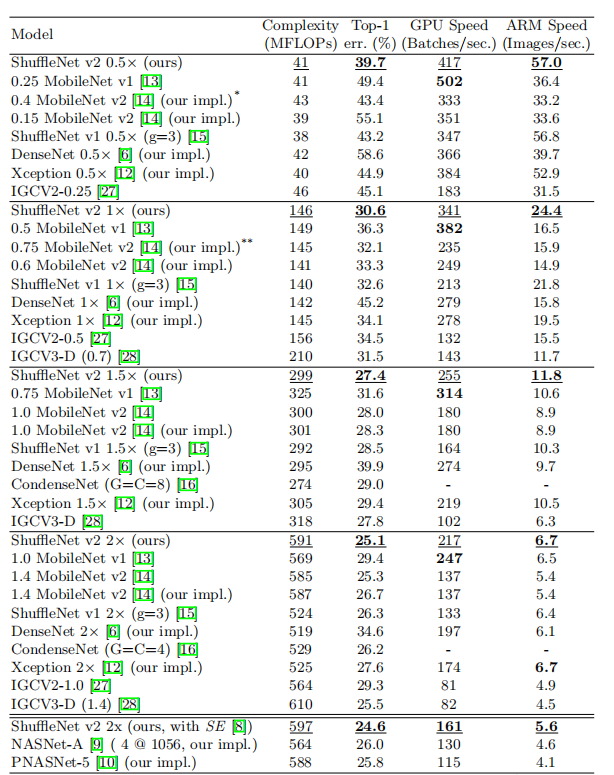 Model Complexity (MFLOPs) Top-1 err. (%) GPU Speed (Batches/sec.) ARM Speed (Images/sec.)
ShuffleNet v2 0.5× (ours) 41 39.7 417 57.0
0.25 MobileNet v1 [13] 41 49.4 502 36.4
0.4 MobileNet v2 [14] (our impl.)* 43 43.4 333 33.2
0.15 MobileNet v2 [14] (our impl.) 39 55.1 351 33.6
ShuffleNet v1 0.5× (g=3) [15] 38 43.2 347 56.8
DenseNet 0.5× [6] (our impl.) 42 58.6 366 39.7
Xception 0.5× [12] (our impl.) 40 44.9 384 52.9
IGCV2-0.25 [27] 46 45.1 183 31.5
ShuffleNet v2 1× (ours) 146 30.6 341 24.4
0.5 MobileNet v1 [13] 149 36.3 382 16.5
0.75 MobileNet v2 [14] (our impl.)** 145 32.1 235 15.9
0.6 MobileNet v2 [14] (our impl.) 141 33.3 249 14.9
ShuffleNet v1 1× (g=3) [15] 140 32.6 213 21.8
DenseNet 1× [6] (our impl.) 142 45.2 279 15.8
Xception 1× [12] (our impl.) 145 34.1 278 19.5
IGCV2-0.5 [27] 156 34.5 132 15.5
IGCV3-D (0.7) [28] 210 31.5 143 11.7
ShuffleNet v2 1.5× (ours) 299 27.4 255 11.8
0.75 MobileNet v1 [13] 325 31.6 314 10.6
1.0 MobileNet v2 [14] 300 28.0 180 8.9
1.0 MobileNet v2 [14] (our impl.) 301 28.3 180 8.9
ShuffleNet v1 1.5× (g=3) [15] 292 28.5 164 10.3
DenseNet 1.5× [6] (our impl.) 295 39.9 274 9.7
CondenseNet (G=C=8) [16] 274 29.0 - -
Xception 1.5× [12] (our impl.) 305 29.4 219 10.5
IGCV3-D [28] 318 27.8 102 6.3
ShuffleNet v2 2× (ours) 591 25.1 217 6.7
1.0 MobileNet v1 [13] 569 29.4 247 6.5
1.4 MobileNet v2 [14] 585 25.3 137 5.4
1.4 MobileNet v2 [14] (our impl.) 587 26.7 137 5.4
ShuffleNet v1 2× (g=3) [15] 524 26.3 133 6.4
DenseNet 2× [6] (our impl.) 519 34.6 197 6.1
CondenseNet (G=C=4) [16] 529 26.2 - -
Xception 2× [12] (our impl.) 525 27.6 174 6.7
IGCV2-1.0 [27] 564 29.3 81 4.9
IGCV3-D (1.4) [28] 610 25.5 82 4.5
ShuffleNet v2 2x (ours, with SE [8]) 597 24.6 161 5.6
NASNet-A [9] ( 4 @ 1056, our impl.) 564 26.0 130 4.6
PNASNet-5 [10] (our impl.) 588 25.8 115 4.1